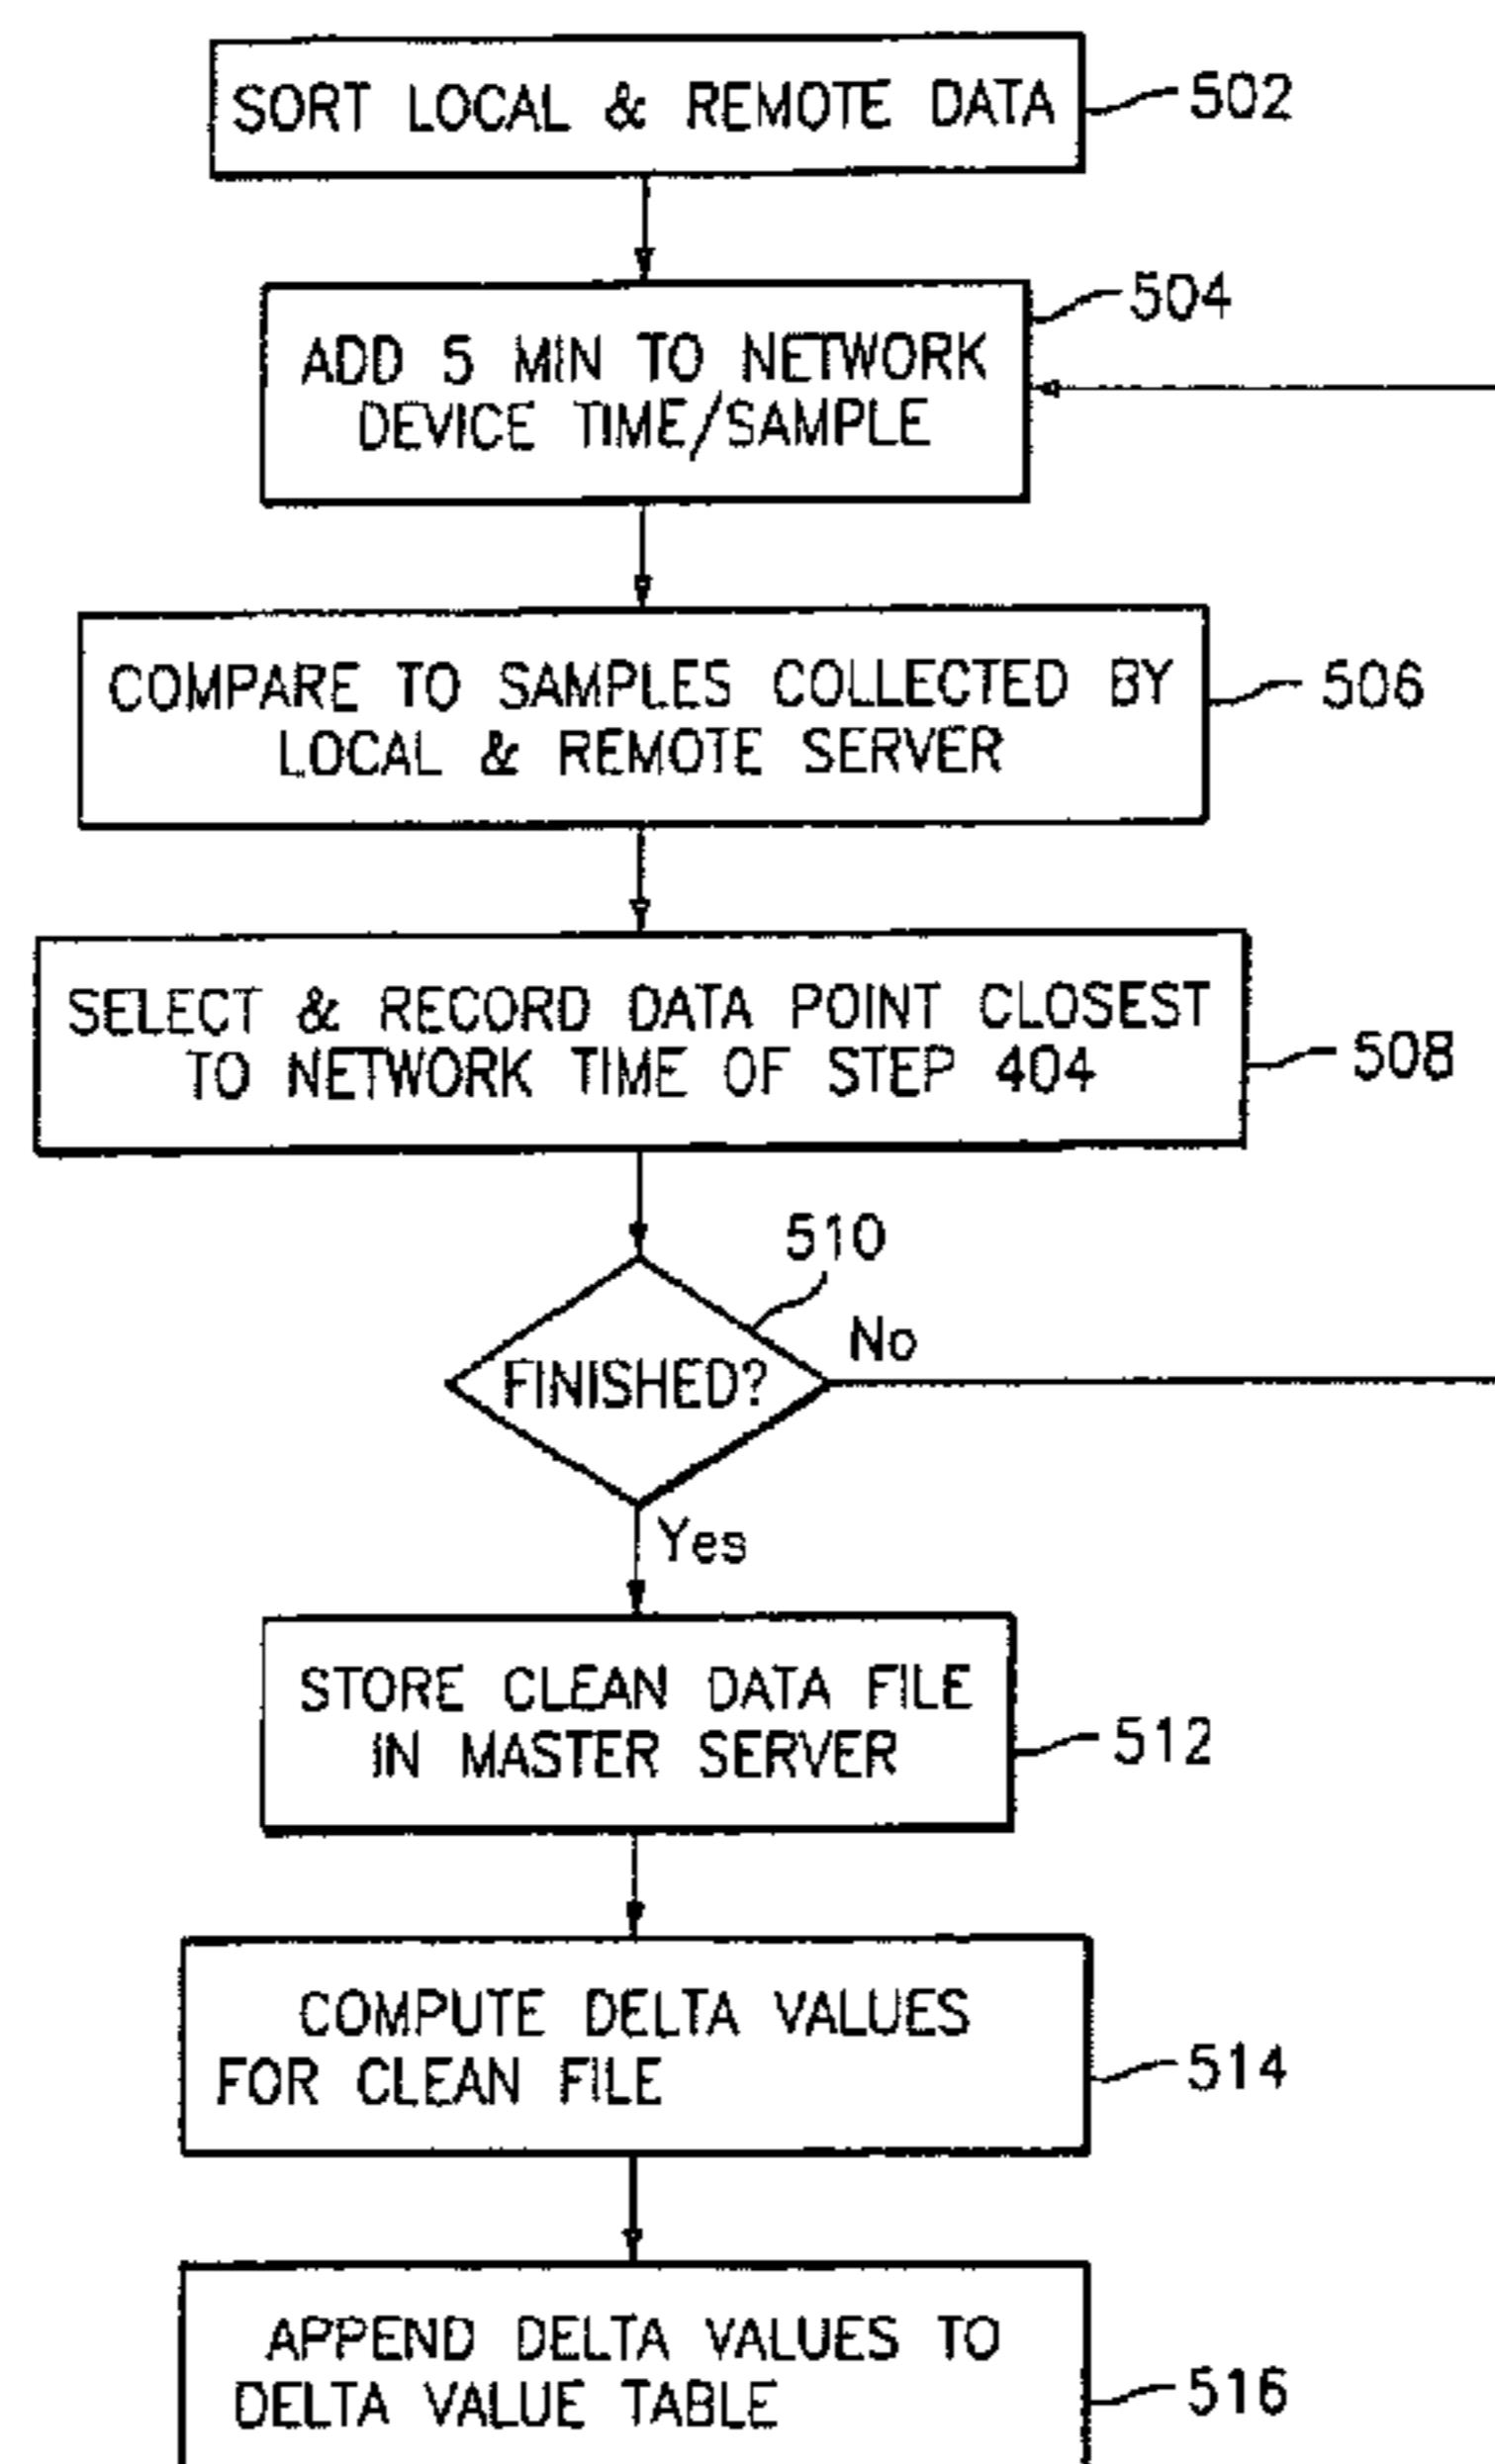 SORT LOCAL & REMOTE DATA
502
504
ADD 5 MIN TO NETWORK
DEVICE TIME/SAMPLE
COMPARE TO SAMPLES COLLECTED BY
LOCAL & REMOTE SERVER
506
SELECT & RECORD DATA POINT CLOSEST
TO NETWORK TIME OF STEP 404
508
510
No
FINISHED?
Yes
STORE CLEAN DATA FILE
IN MASTER SERVER
512
COMPUTE DELTA VALUES
FOR CLEAN FILE
514
APPEND DELTA VALUES TO
DELTA VALUE TABLE
516